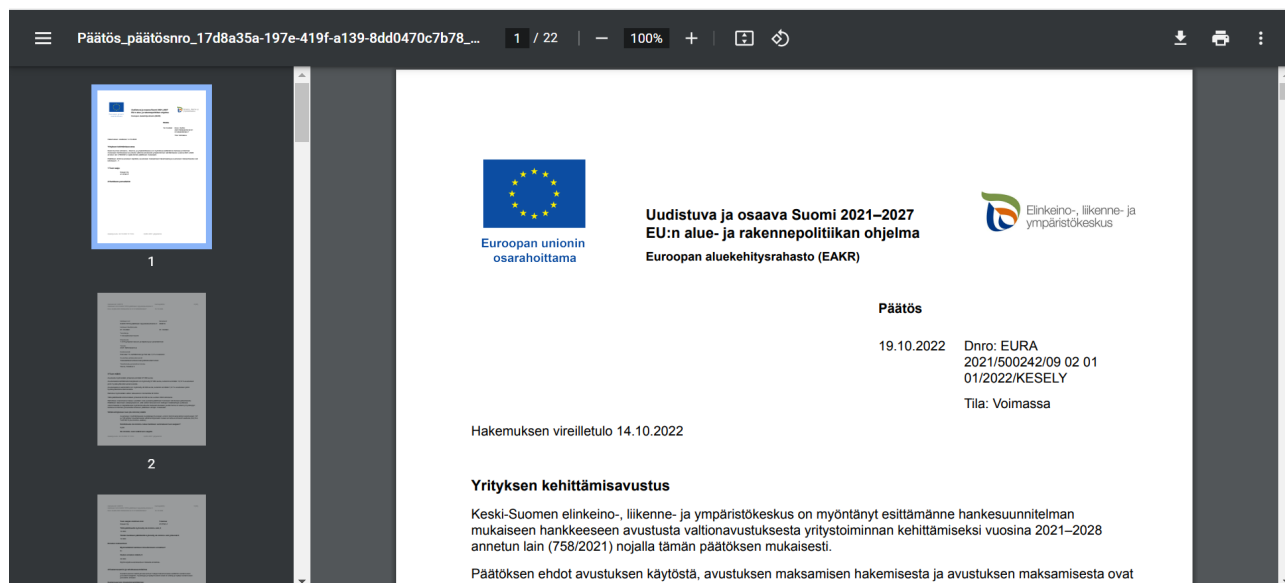 Päätös_päätösnro_17d8a35a-197e-419f-a139-8dd0470c7b78_...
1 / 22
100%
1
2
Euroopan unionin
osarahoittama
Uudistuva ja osaava Suomi 2021–2027
EU:n alue- ja rakennepolitiikan ohjelma
Euroopan aluekehitysrahasto (EAKR)
Elinkeino-, liikenne- ja
ympäristökeskus
Päätös
19.10.2022 Dnro: EURA
2021/500242/09 02 01
01/2022/KESELY
Tila: Voimassa
Hakemuksen vireilletulo 14.10.2022
Yrityksen kehittämisavustus
Keski-Suomen elinkeino-, liikenne- ja ympäristökeskus on myöntänyt esittämänne hankesuunnitelman
mukaiseen hankkeeseen avustusta valtionavustuksesta yritystoiminnan kehittämiseksi vuosina 2021–2028
annetun lain (758/2021) nojalla tämän päätöksen mukaisesti.
Päätöksen ehdot avustuksen käytöstä, avustuksen maksamisen hakemisesta ja avustuksen maksamisesta ovat